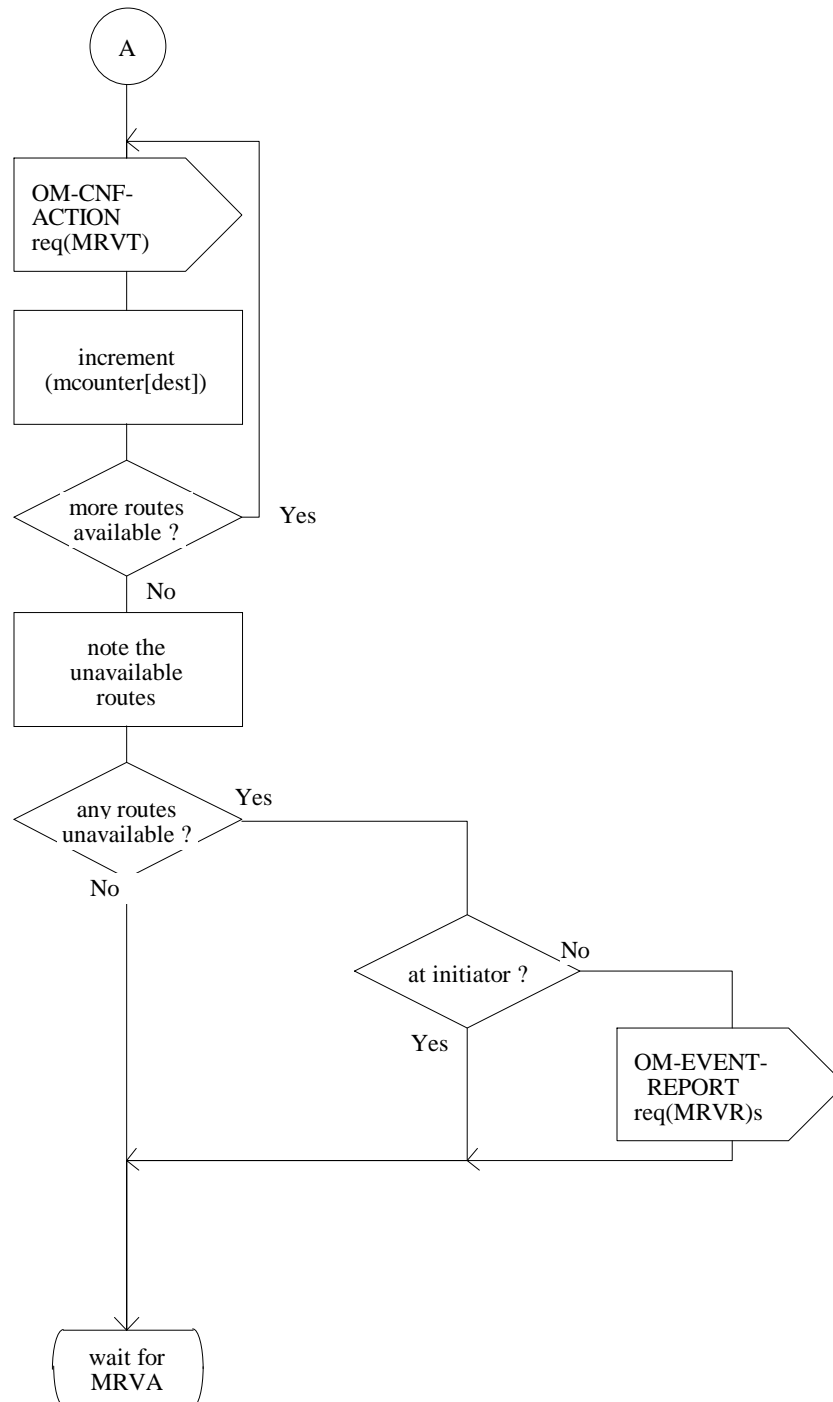 A
OM-CNF-
ACTION
req(MRVT)
increment
(mcounter[dest])
more routes
available ?
Yes
No
note the
unavailable
routes
any routes
unavailable ?
Yes
No
at initiator ?
No
Yes
OM-EVENT-
REPORT
req(MRVR)s
wait for
MRVA